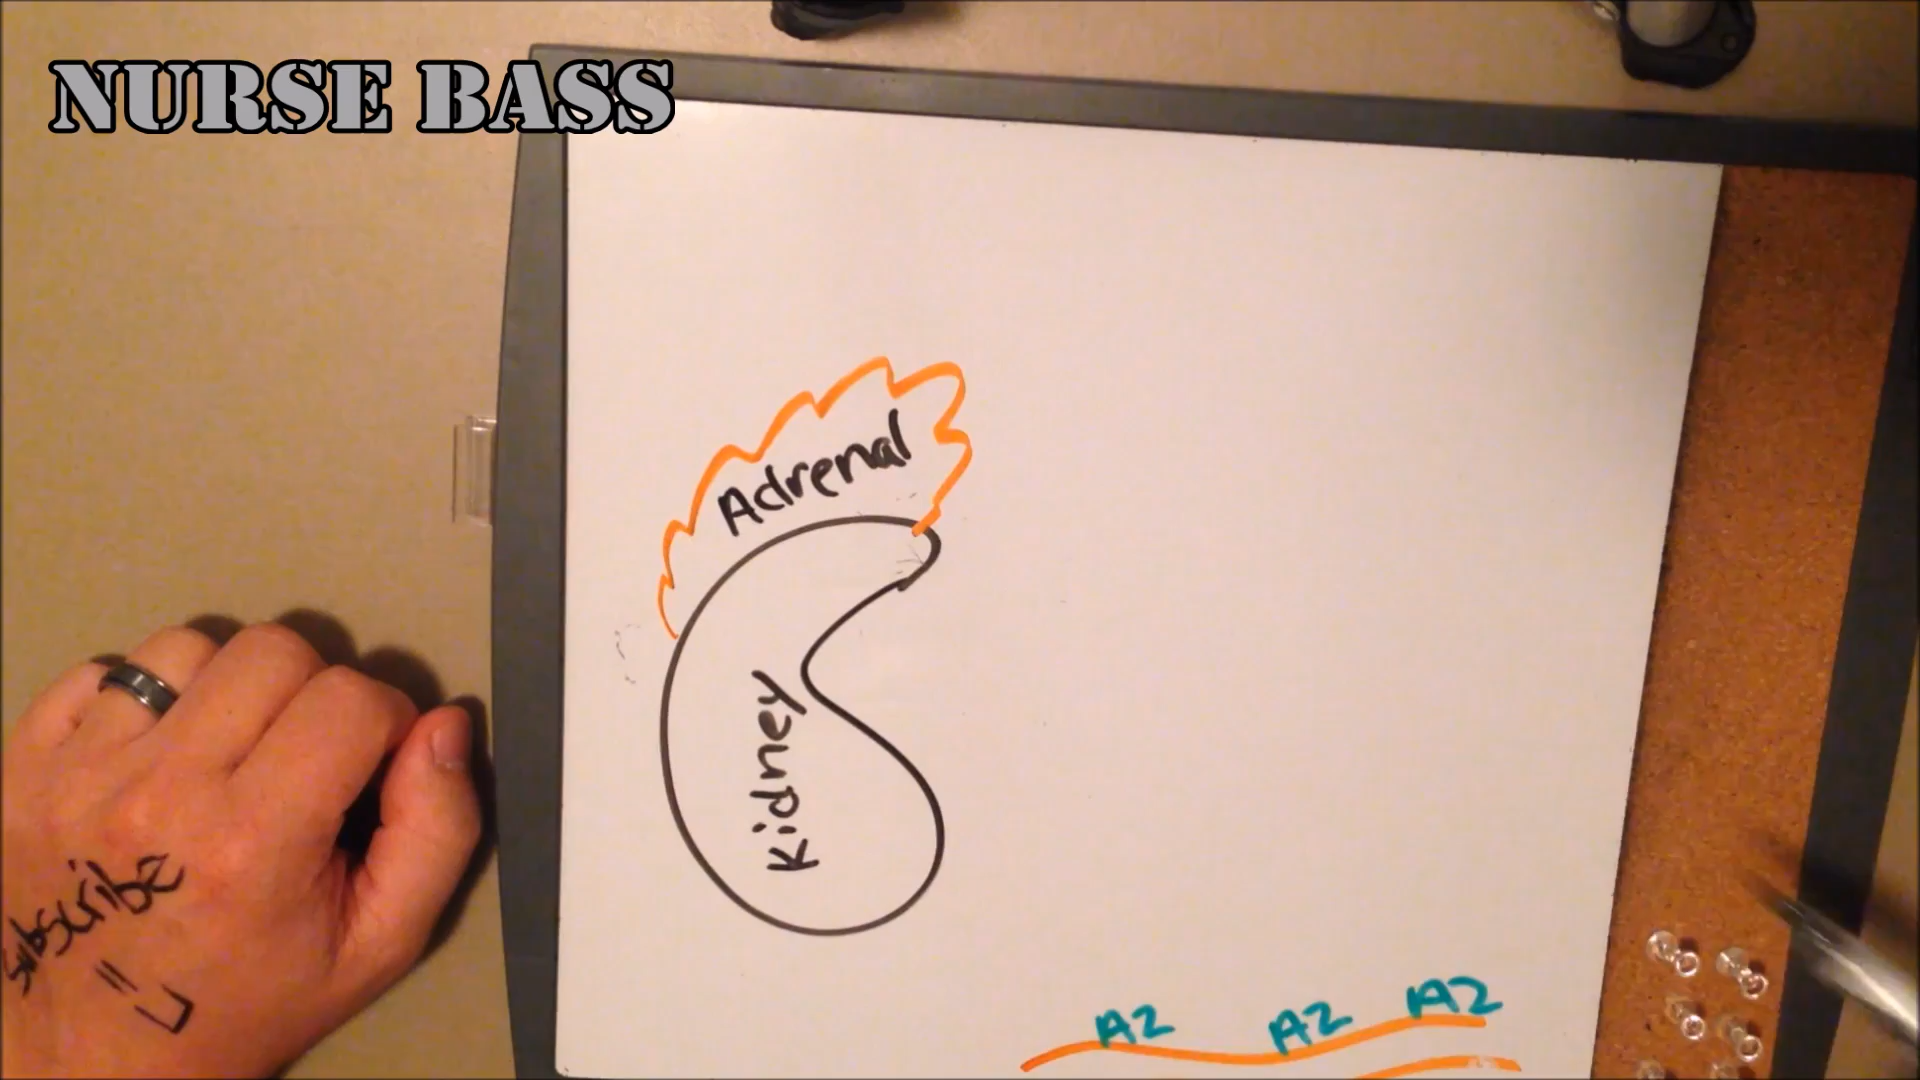 NURSE BASS
Adrenal
Kidney
subscribe
A2 A2 A2